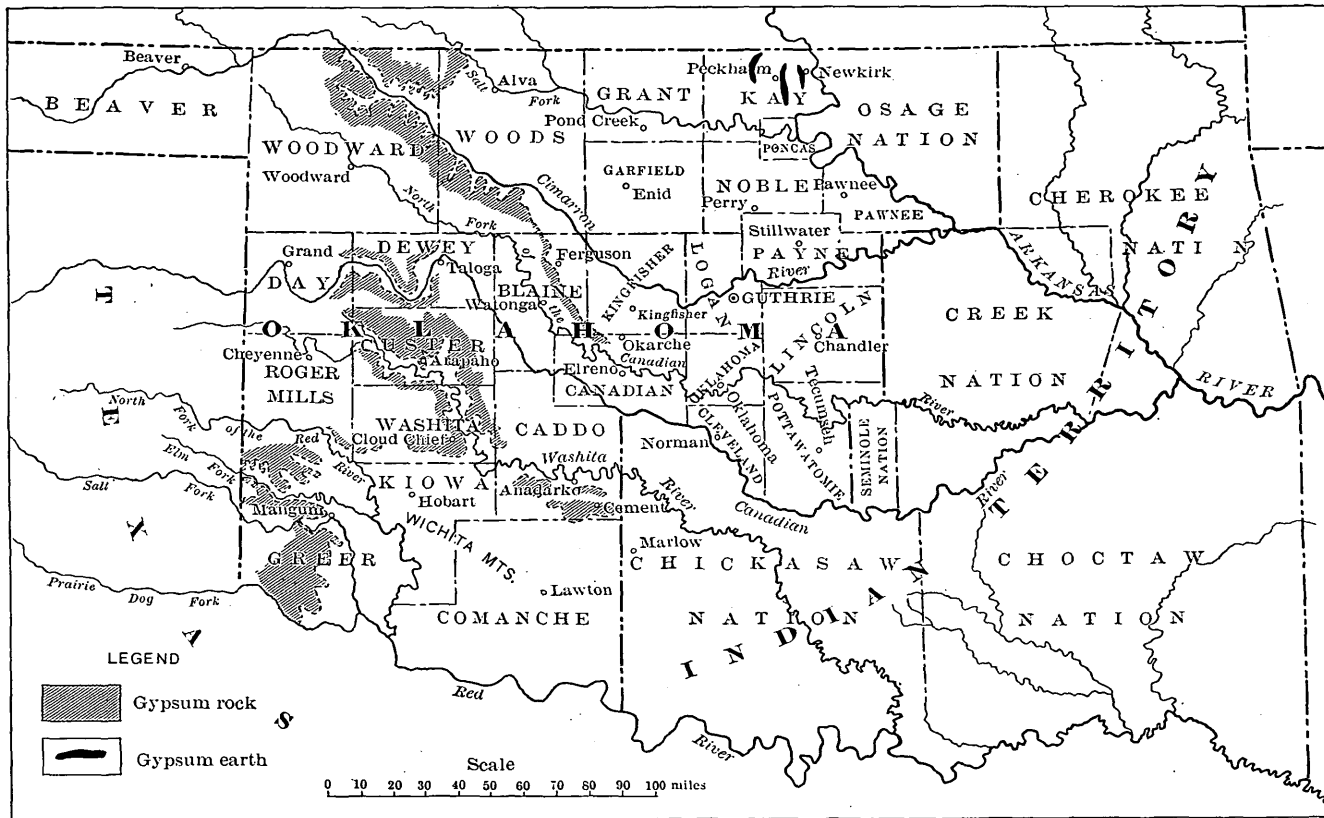 Beaver
BEAVER
Salt
Fork
Alva
WOODS
WOODWARD
Woodward
North
Fork
of
the
Canadian
Cimarron
River
GRANT
Pond Creek
Peckham
Newkirk
KAY
PONCAS
OSAGE
NATION
GARFIELD
Enid
NOBLE
Perry
Pawnee
PAWNEE
CHEROKEE
NATION
Grand
DAY
DEWEY
Taloga
Ferguson
BLAINE
Watonga
KINGFISHER
Kingfisher
LOGAN
GUTHRIE
Stillwater
PAYNE
ARKANSAS
RIVER
OKLAHOMA
CUSTER
Arapaho
Cheyenne
ROGER
MILLS
Okarche
Elreno
CANADIAN
OKLAHOMA
Oklahoma
LINCOLN
Chandler
CREEK
NATION
River
North
Fork
of the
Red
River
WASHITA
Cloud Chief
CADDO
Washita
River
Norman
CLEVELAND
POTTAWATOMIE
Tecumseh
SEMINOLE
NATION
Elm
Fork
Salt
Fork
Mangum
KIOWA
Hobart
Anadarko
Cement
Canadian
River
WICHITA MTS.
GREER
Prairie
Dog
Fork
Lawton
COMANCHE
Marlow
CHICKASAW
NATION
CHOCTAW
NATION
INDIAN TERRITORY
TEXAS
Red
River
LEGEND
Gypsum rock
Gypsum earth
Scale
0 10 20 30 40 50 60 70 80 90 100 miles